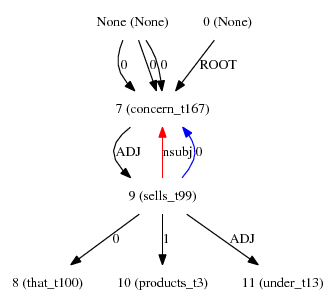 None (None) 0 (None)
0 0 0 ROOT
7 (concern_t167)
ADJ nsubj 0
9 (sells_t99)
0 1 ADJ
8 (that_t100) 10 (products_t3) 11 (under_t13)